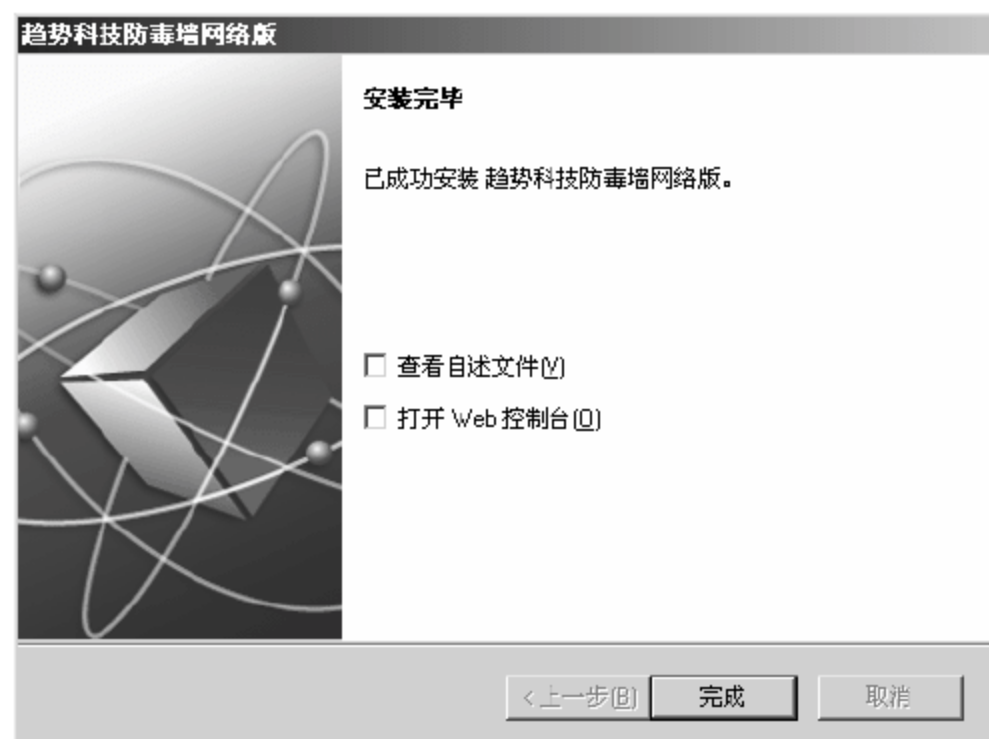 趋势科技防毒墙网络版
安装完毕
已成功安装 趋势科技防毒墙网络版。
查看自述文件(V)
打开 Web 控制台(O)
< 上一步(B) 完成 取消